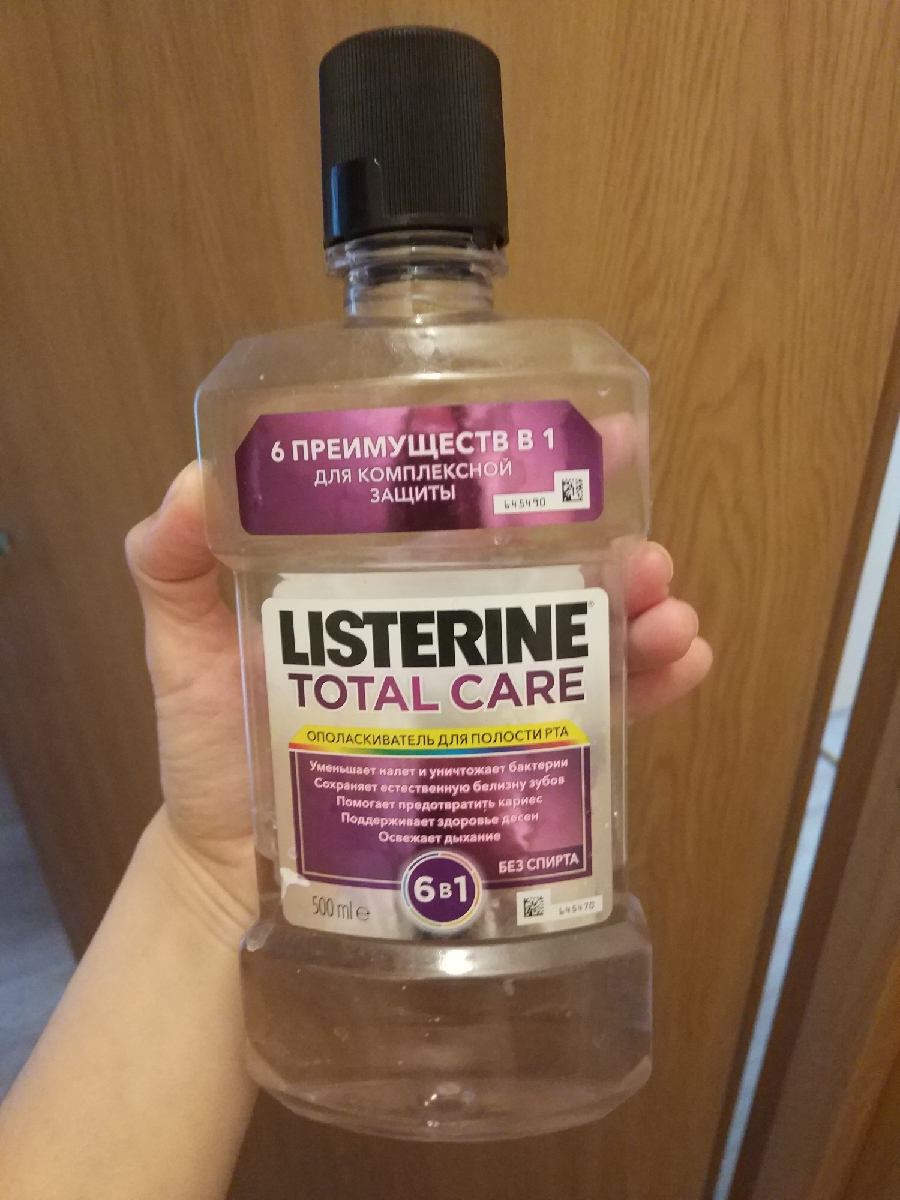 6 ПРЕИМУЩЕСТВ В 1
ДЛЯ КОМПЛЕКСНОЙ
ЗАЩИТЫ
645490
LISTERINE®
TOTAL CARE
ОПОЛАСКИВАТЕЛЬ ДЛЯ ПОЛОСТИ РТА
Уменьшает налет и уничтожает бактерии
Сохраняет естественную белизну зубов
Помогает предотвратить кариес
Поддерживает здоровье десен
Освежает дыхание
БЕЗ СПИРТА
6 В 1
500 ml ℮
645470